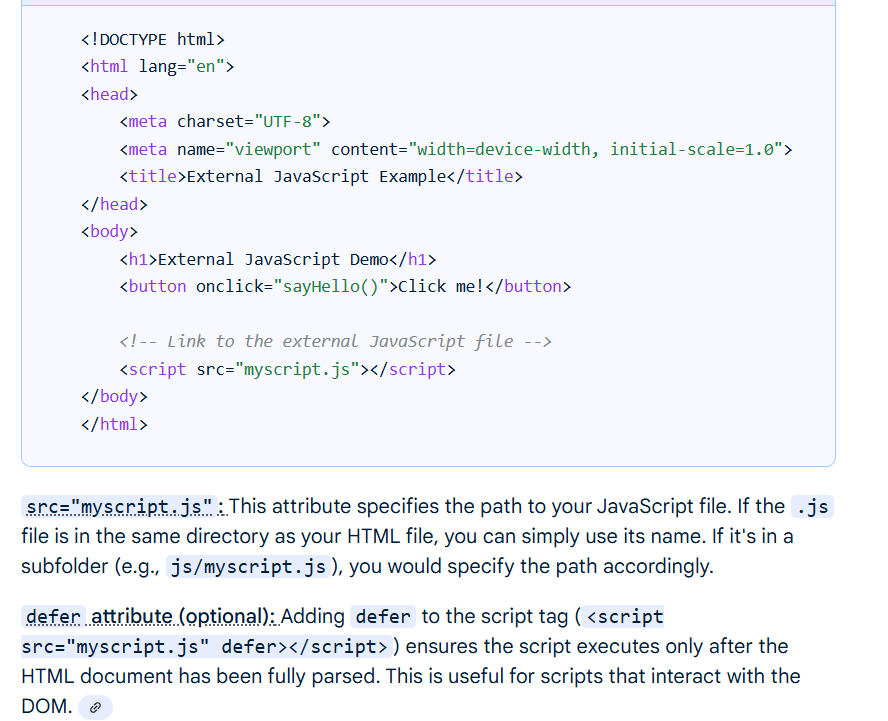 <!DOCTYPE html>
<html lang="en">
<head>
    <meta charset="UTF-8">
    <meta name="viewport" content="width=device-width, initial-scale=1.0">
    <title>External JavaScript Example</title>
</head>
<body>
    <h1>External JavaScript Demo</h1>
    <button onclick="sayHello()">Click me!</button>

    <!-- Link to the external JavaScript file -->
    <script src="myscript.js"></script>
</body>
</html>
src="myscript.js": This attribute specifies the path to your JavaScript file. If the .js
file is in the same directory as your HTML file, you can simply use its name. If it's in a
subfolder (e.g., js/myscript.js), you would specify the path accordingly.
defer attribute (optional): Adding defer to the script tag (<script
src="myscript.js" defer></script>) ensures the script executes only after the
HTML document has been fully parsed. This is useful for scripts that interact with the
DOM.